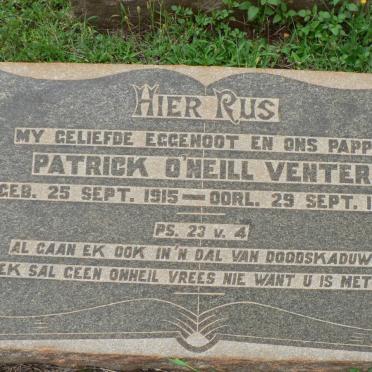 HIER RUS
MY GELIEFDE EGGENOOT EN ONS PAPP
PATRICK O'NEILL VENTER
GEB. 25 SEPT. 1915 — OORL. 29 SEPT. 1
PS. 23 v. 4
AL GAAN EK OOK IN 'N DAL VAN DOODSKADUW
EK SAL GEEN ONHEIL VREES NIE WANT U IS MET